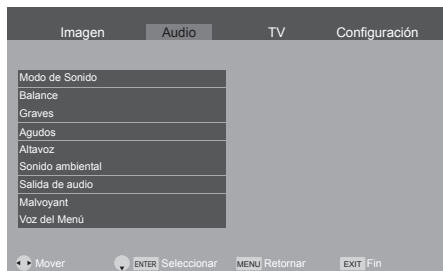 Imagen Audio TV Configuración
Modo de Sonido
Balance
Graves
Agudos
Altavoz
Sonido ambiental
Salida de audio
Malvoyant
Voz del Menú
Mover ENTER Seleccionar MENU Retornar EXIT Fin